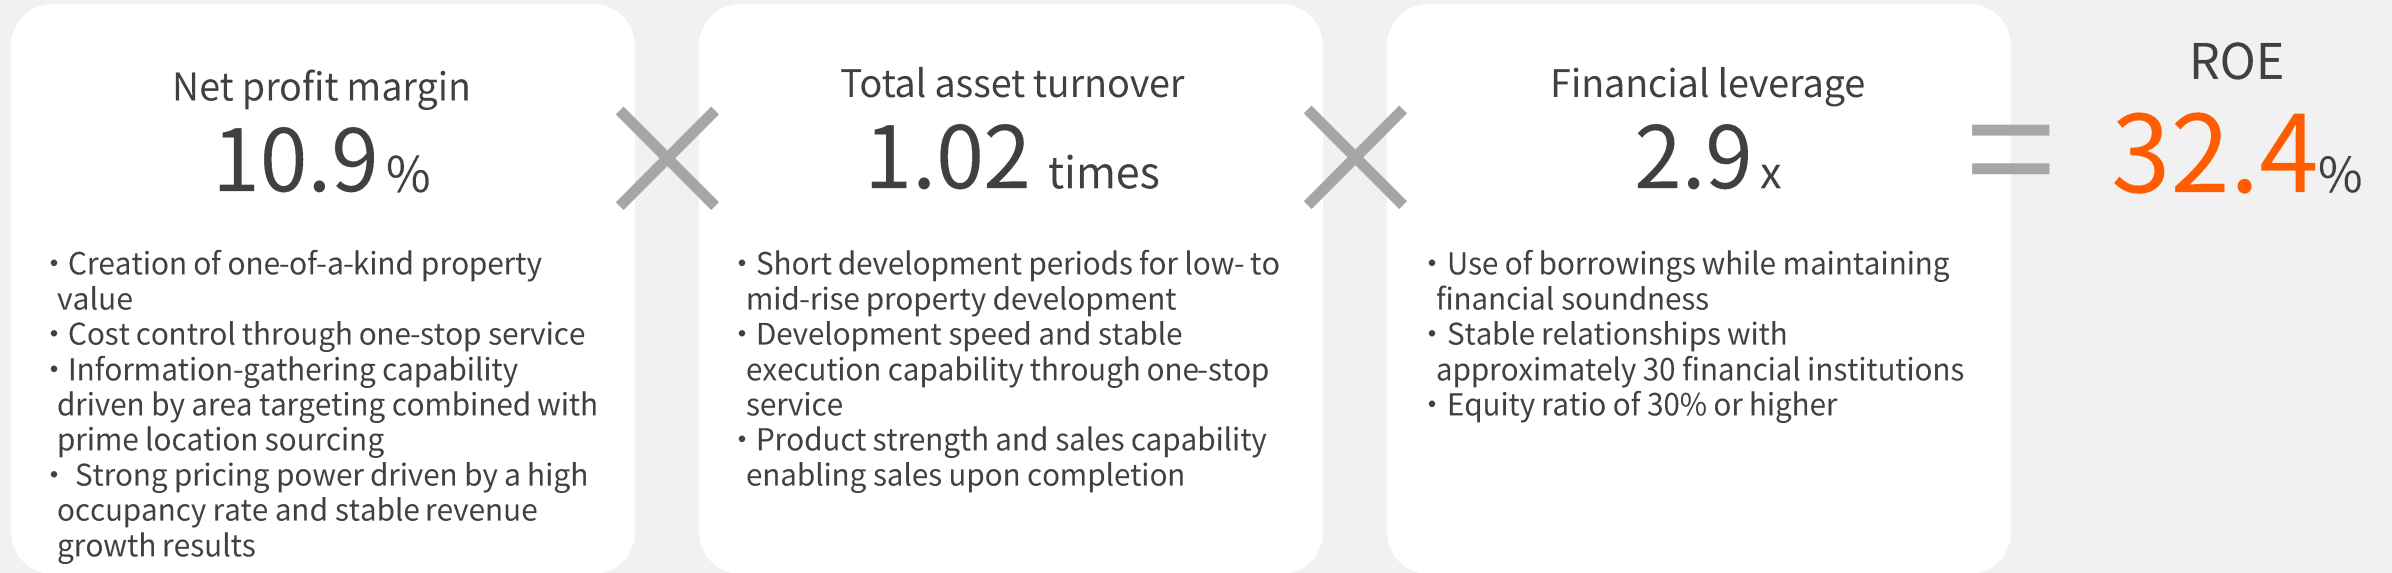 Net profit margin
10.9 %
・Creation of one-of-a-kind property
value
・Cost control through one-stop service
・Information-gathering capability
driven by area targeting combined with
prime location sourcing
・ Strong pricing power driven by a high
occupancy rate and stable revenue
growth results
×
Total asset turnover
1.02 times
・Short development periods for low- to
mid-rise property development
・Development speed and stable
execution capability through one-stop
service
・Product strength and sales capability
enabling sales upon completion
×
Financial leverage
2.9 x
・Use of borrowings while maintaining
financial soundness
・Stable relationships with
approximately 30 financial institutions
・Equity ratio of 30% or higher
=
ROE
32.4%